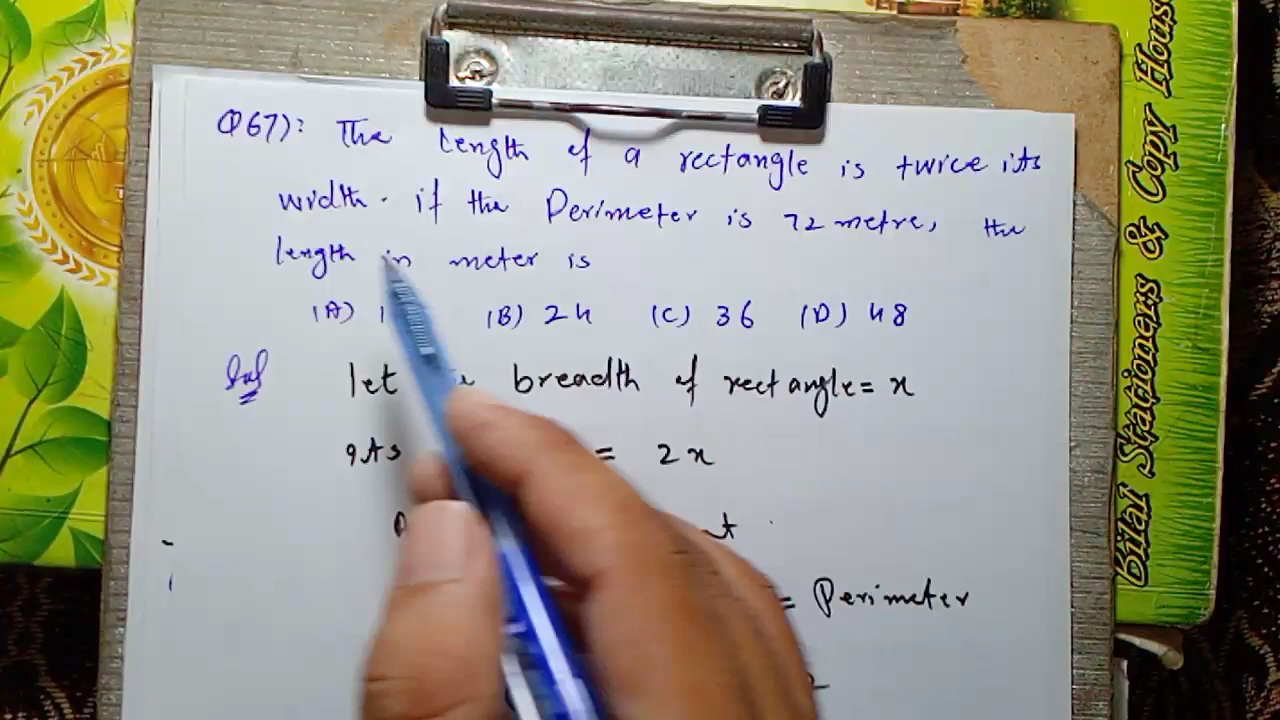 Q67): The length of a rectangle is twice its
width. if the Perimeter is 72 metre, the
length in meter is
(A) (B) 24 (C) 36 (D) 48
Sol let breadth of rectangle = x
Its = 2x
= Perimeter
Bilal Stationers & Copy House